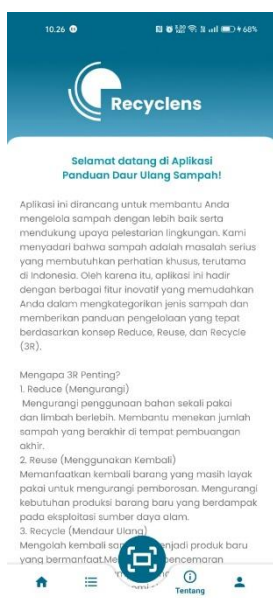 10.26
68%
Recyclens
Selamat datang di Aplikasi
Panduan Daur Ulang Sampah!
Aplikasi ini dirancang untuk membantu Anda
mengelola sampah dengan lebih baik serta
mendukung upaya pelestarian lingkungan. Kami
menyadari bahwa sampah adalah masalah serius
yang membutuhkan perhatian khusus, terutama
di Indonesia. Oleh karena itu, aplikasi ini hadir
dengan berbagai fitur inovatif yang memudahkan
Anda dalam mengkategorikan jenis sampah dan
memberikan panduan pengelolaan yang tepat
berdasarkan konsep Reduce, Reuse, dan Recycle
(3R).
Mengapa 3R Penting?
1. Reduce (Mengurangi)
Mengurangi penggunaan bahan sekali pakai
dan limbah berlebih. Membantu menekan jumlah
sampah yang berakhir di tempat pembuangan
akhir.
2. Reuse (Menggunakan Kembali)
Memanfaatkan kembali barang yang masih layak
pakai untuk mengurangi pemborosan. Mengurangi
kebutuhan produksi barang baru yang berdampak
pada eksploitasi sumber daya alam.
3. Recycle (Mendaur Ulang)
Mengolah kembali menjadi produk baru
yang bermanfaat. pencemaran
Tentang